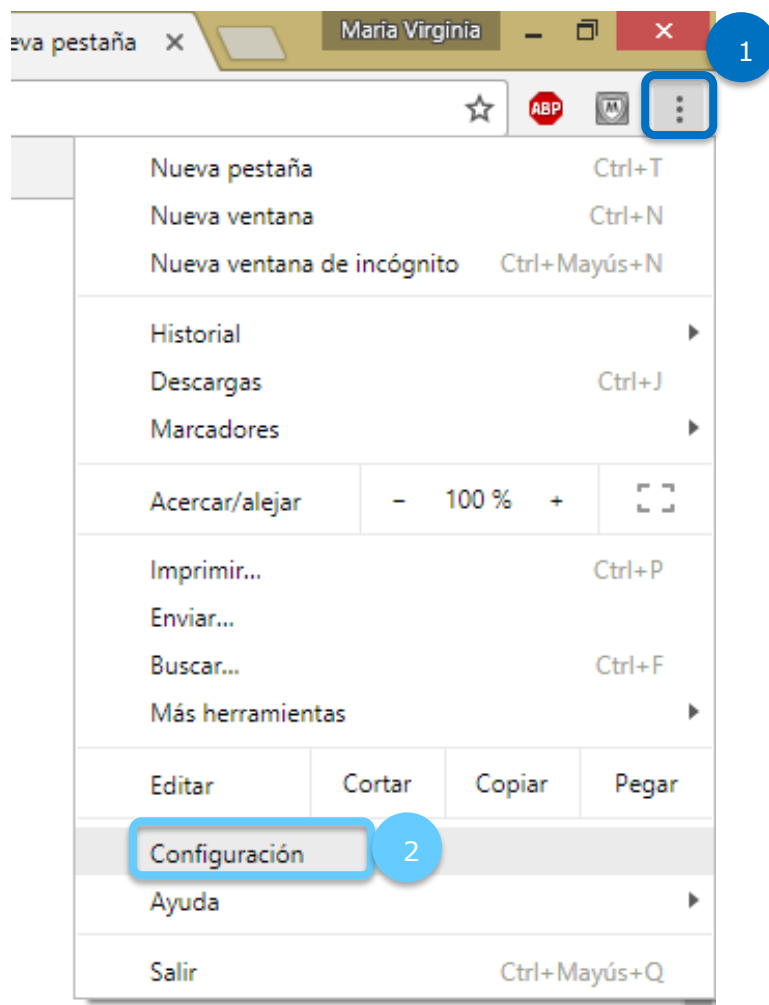 eva pestaña
Maria Virginia
1
ABP
M
Nueva pestaña Ctrl+T
Nueva ventana Ctrl+N
Nueva ventana de incógnito Ctrl+Mayús+N
Historial
Descargas Ctrl+J
Marcadores
Acercar/alejar − 100 % +
Imprimir... Ctrl+P
Enviar...
Buscar... Ctrl+F
Más herramientas
Editar Cortar Copiar Pegar
Configuración 2
Ayuda
Salir Ctrl+Mayús+Q